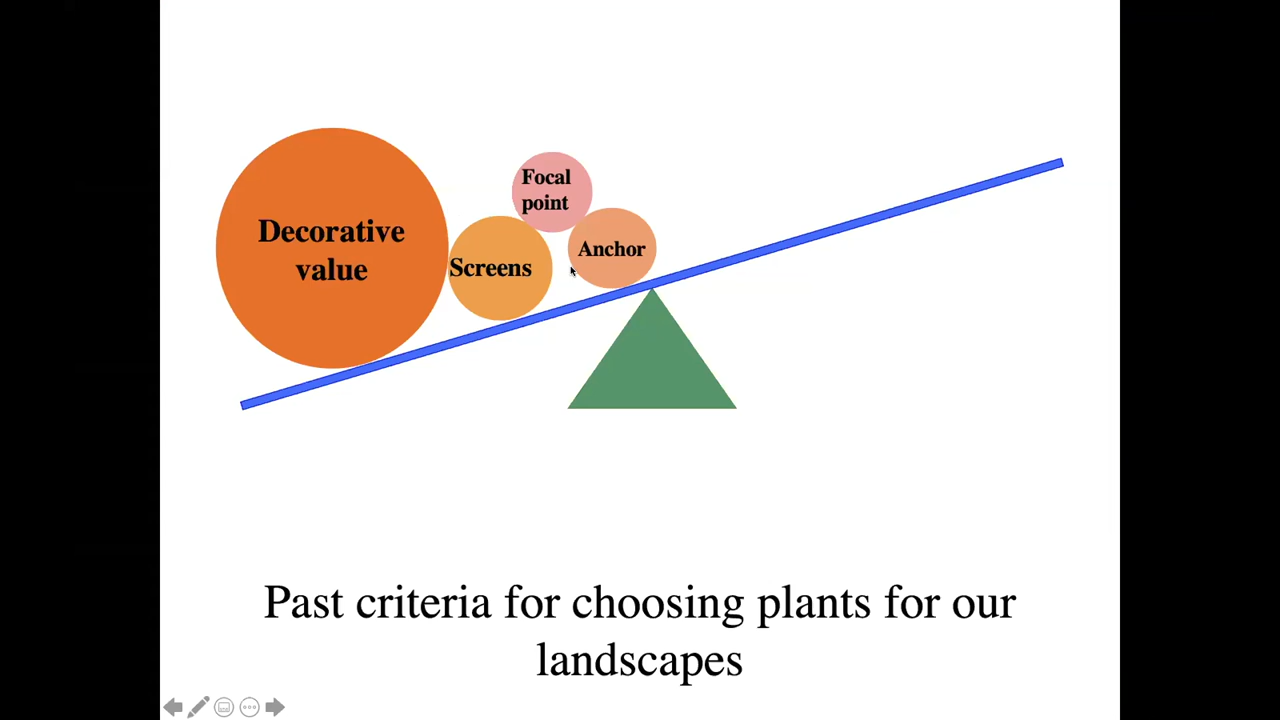 Focal
point
Decorative
value
Screens
Anchor
Past criteria for choosing plants for our
landscapes